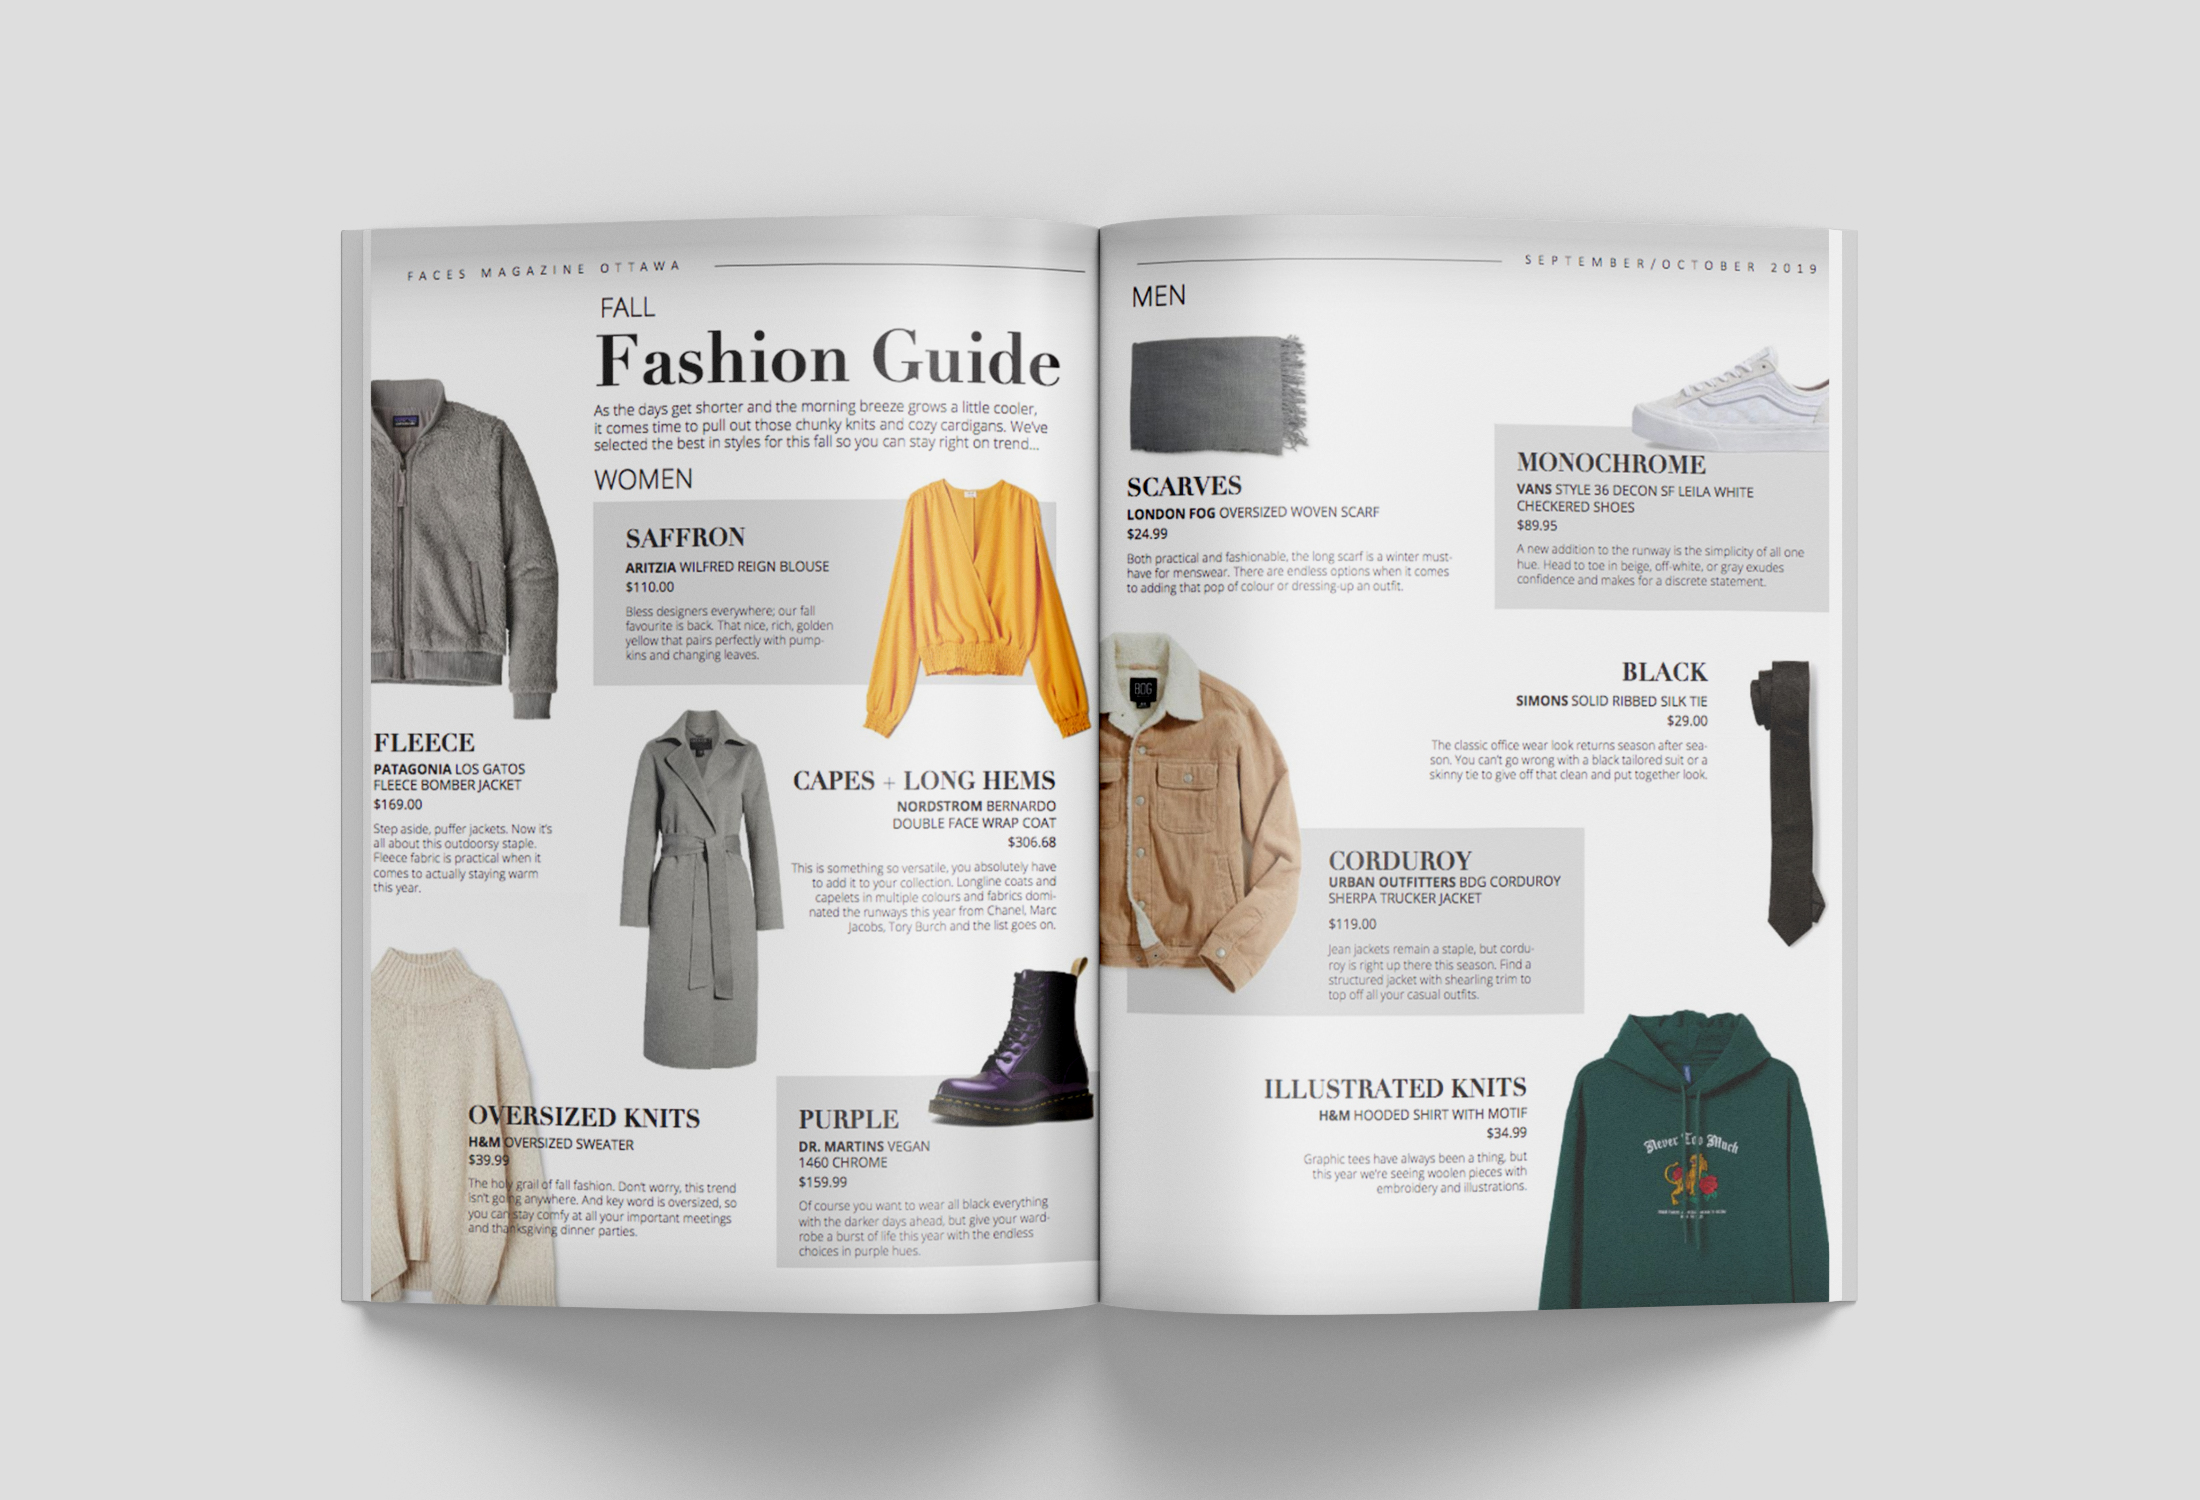 FACES MAGAZINE OTTAWA
FALL
Fashion Guide
As the days get shorter and the morning breeze grows a little cooler,
it comes time to pull out those chunky knits and cozy cardigans. We've
selected the best in styles for this fall so you can stay right on trend...
WOMEN
SAFFRON
ARITZIA WILFRED REIGN BLOUSE
$110.00
Bless designers everywhere; our fall
favourite is back. That nice, rich, golden
yellow that pairs perfectly with pump-
kins and changing leaves.
FLEECE
PATAGONIA LOS GATOS
FLEECE BOMBER JACKET
$169.00
Step aside, puffer jackets. Now it's
all about this outdoorsy staple.
Fleece fabric is practical when it
comes to actually staying warm
this year.
CAPES + LONG HEMS
NORDSTROM BERNARDO
DOUBLE FACE WRAP COAT
$306.68
This is something so versatile, you absolutely have
to add it to your collection. Longline coats and
capelets in multiple colours and fabrics domi-
nated the runways this year from Chanel, Marc
Jacobs, Tory Burch and the list goes on.
OVERSIZED KNITS
H&M OVERSIZED SWEATER
$39.99
The holy grail of fall fashion. Don't worry, this trend
isn't going anywhere. And key word is oversized, so
you can stay comfy at all your important meetings
and thanksgiving dinner parties.
PURPLE
DR. MARTINS VEGAN
1460 CHROME
$159.99
Of course you want to wear all black everything
with the darker days ahead, but give your ward-
robe a burst of life this year with the endless
choices in purple hues.
SEPTEMBER/OCTOBER 2019
MEN
SCARVES
LONDON FOG OVERSIZED WOVEN SCARF
$24.99
Both practical and fashionable, the long scarf is a winter must-
have for menswear. There are endless options when it comes
to adding that pop of colour or dressing-up an outfit.
MONOCHROME
VANS STYLE 36 DECON SF LEILA WHITE
CHECKERED SHOES
$89.95
A new addition to the runway is the simplicity of all one
hue. Head to toe in beige, off-white, or gray exudes
confidence and makes for a discrete statement.
BLACK
SIMONS SOLID RIBBED SILK TIE
$29.00
The classic office wear look returns season after sea-
son. You can't go wrong with a black tailored suit or a
skinny tie to give off that clean and put together look.
BDG
CORDUROY
URBAN OUTFITTERS BDG CORDUROY
SHERPA TRUCKER JACKET
$119.00
Jean jackets remain a staple, but cordu-
roy is right up there this season. Find a
structured jacket with shearling trim to
top off all your casual outfits.
ILLUSTRATED KNITS
H&M HOODED SHIRT WITH MOTIF
$34.99
Graphic tees have always been a thing, but
this year we're seeing woolen pieces with
embroidery and illustrations.
Never Too Much